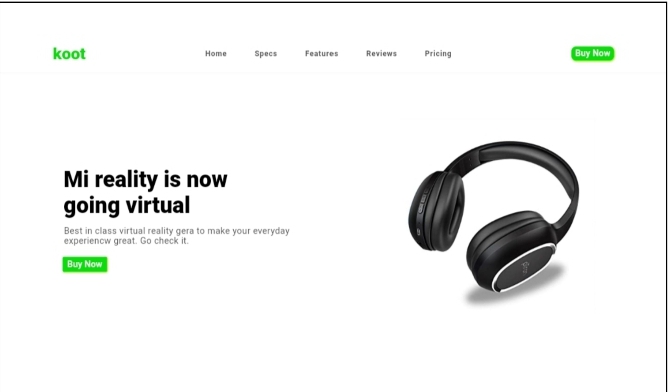 koot
Home Specs Features Reviews Pricing
Buy Now
Mi reality is now
going virtual
Best in class virtual reality gera to make your everyday
experiencw great. Go check it.
Buy Now